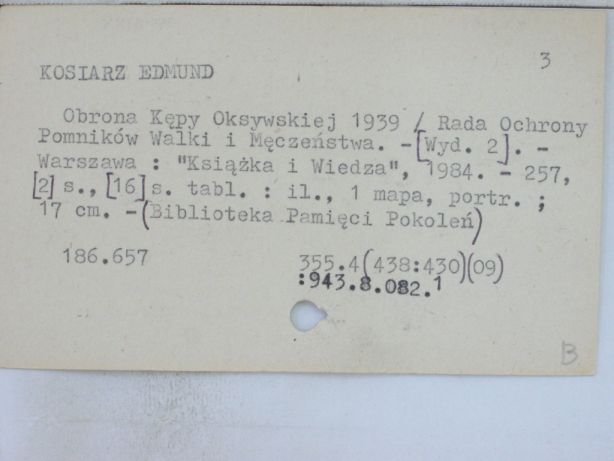 3
KOSIARZ EDMUND
Obrona Kępy Oksywskiej 1939 / Rada Ochrony
Pomników Walki i Męczeństwa. -[Wyd. 2]. -
Warszawa : "Książka i Wiedza", 1984. - 257,
[2] s., [16] s. tabl. : il., 1 mapa, portr. ;
17 cm. -(Biblioteka Pamięci Pokoleń)
186.657 355.4(438:430)(09)
:943.8.082.1
B